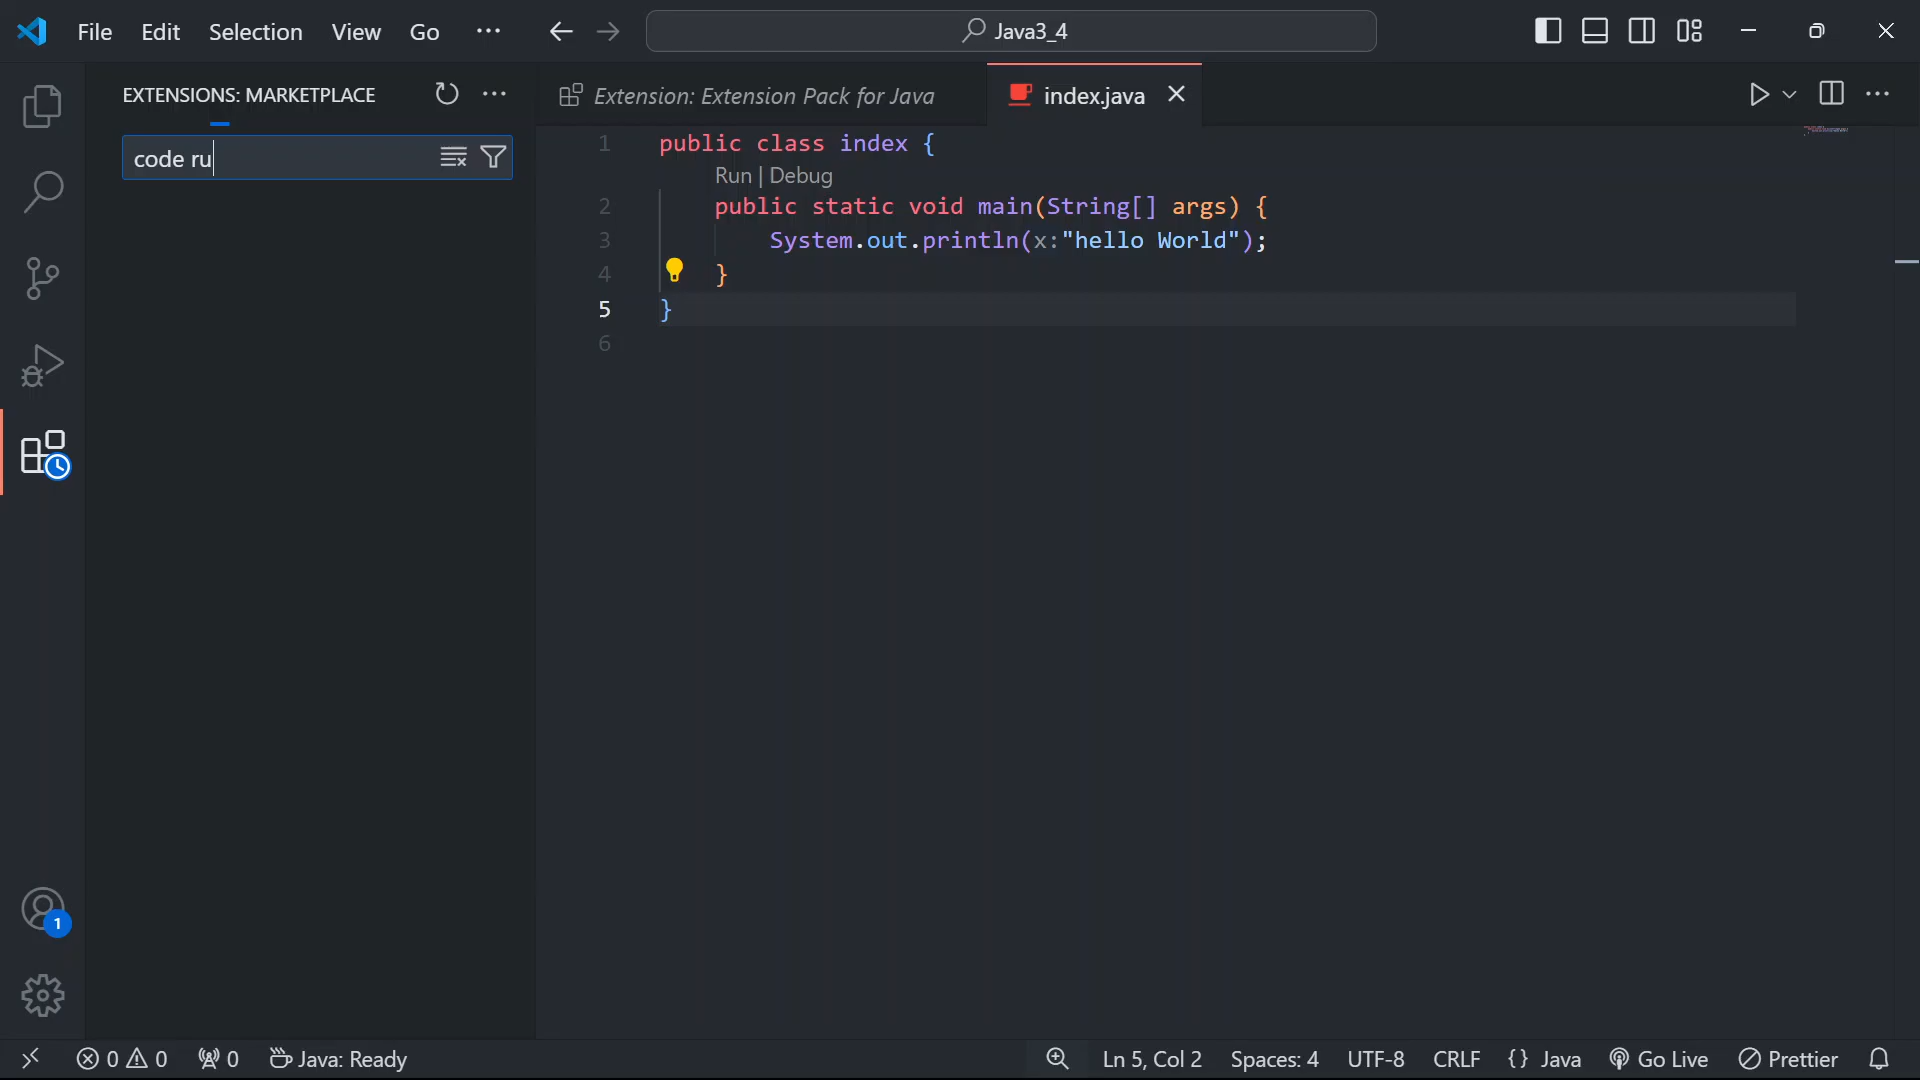 File Edit Selection View Go ··· Java3_4
EXTENSIONS: MARKETPLACE
code ru
Extension: Extension Pack for Java
index.java
1 public class index {
Run | Debug
2 public static void main(String[] args) {
3 System.out.println(x:"hello World");
4 }
5 }
6
1
0 0 0 Java: Ready Ln 5, Col 2 Spaces: 4 UTF-8 CRLF {} Java Go Live Prettier